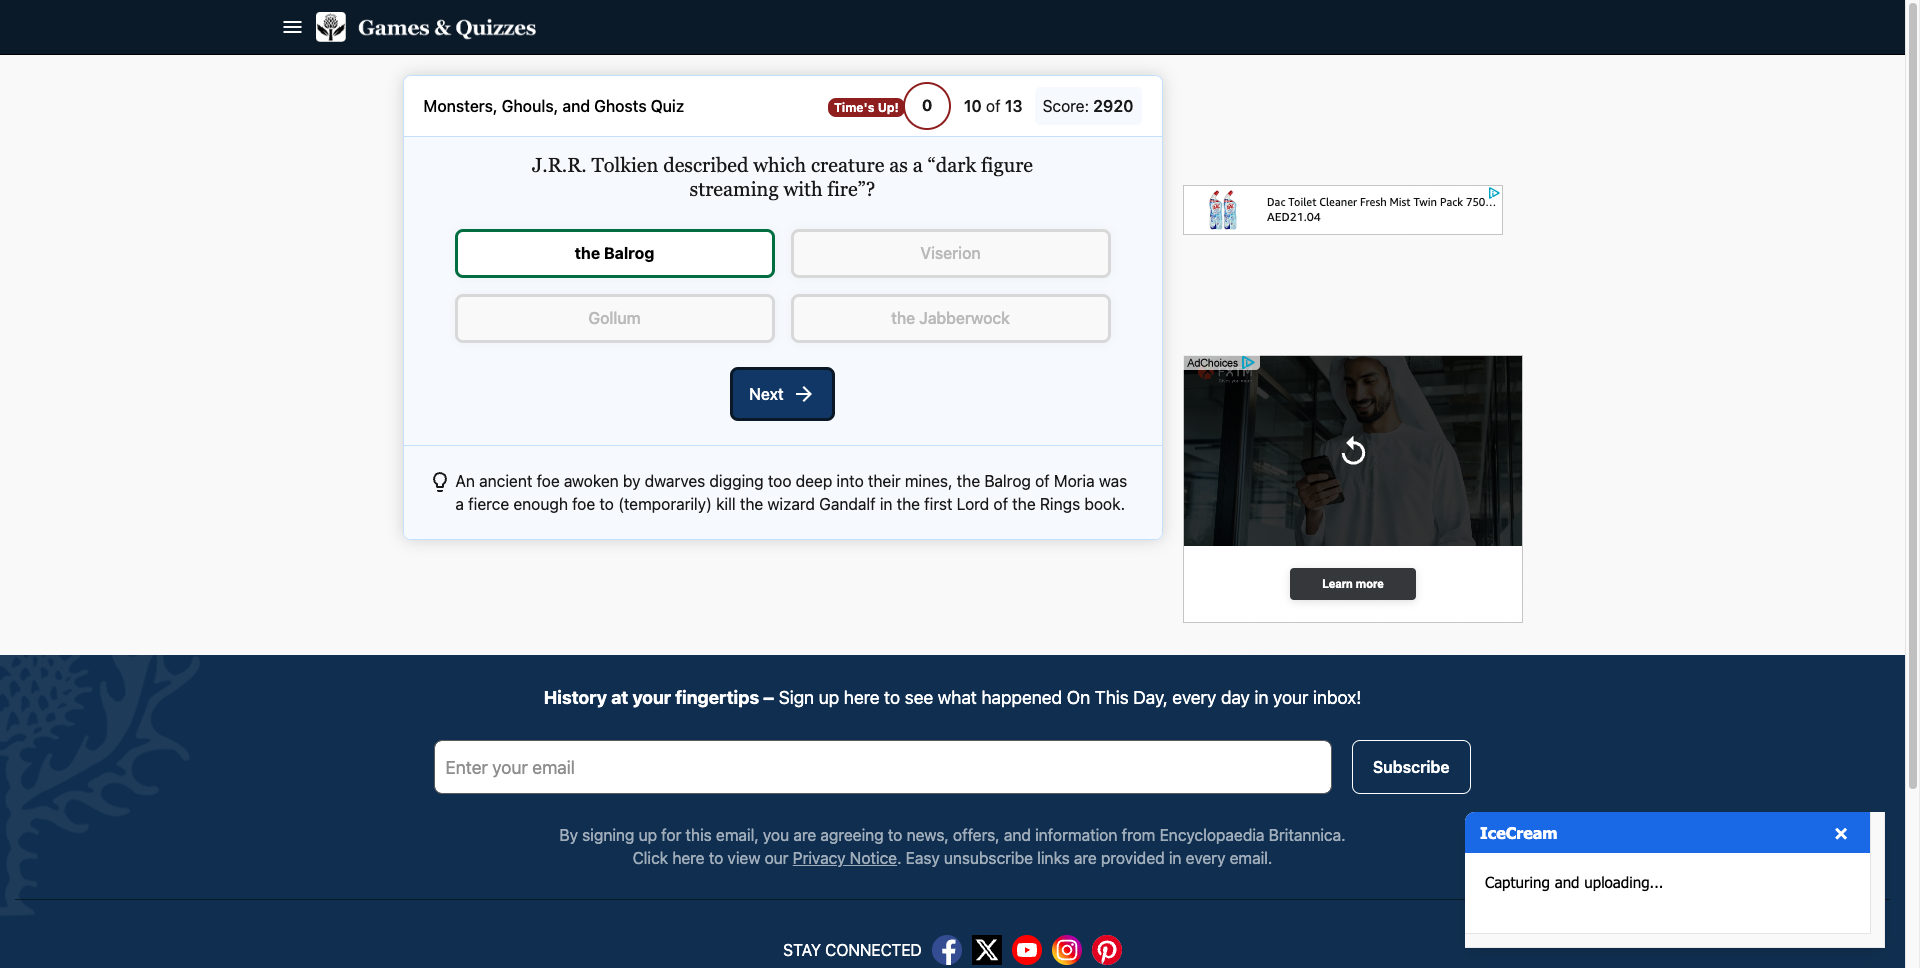 Games & Quizzes
Monsters, Ghouls, and Ghosts Quiz
Time's Up!
0
10 of 13
Score: 2920
J.R.R. Tolkien described which creature as a “dark figure
streaming with fire”?
the Balrog
Viserion
Gollum
the Jabberwock
Next
An ancient foe awoken by dwarves digging too deep into their mines, the Balrog of Moria was
a fierce enough foe to (temporarily) kill the wizard Gandalf in the first Lord of the Rings book.
Dac Toilet Cleaner Fresh Mist Twin Pack 750...
AED21.04
AdChoices
Learn more
History at your fingertips – Sign up here to see what happened On This Day, every day in your inbox!
Enter your email
Subscribe
By signing up for this email, you are agreeing to news, offers, and information from Encyclopaedia Britannica.
Click here to view our Privacy Notice. Easy unsubscribe links are provided in every email.
IceCream
Capturing and uploading...
STAY CONNECTED